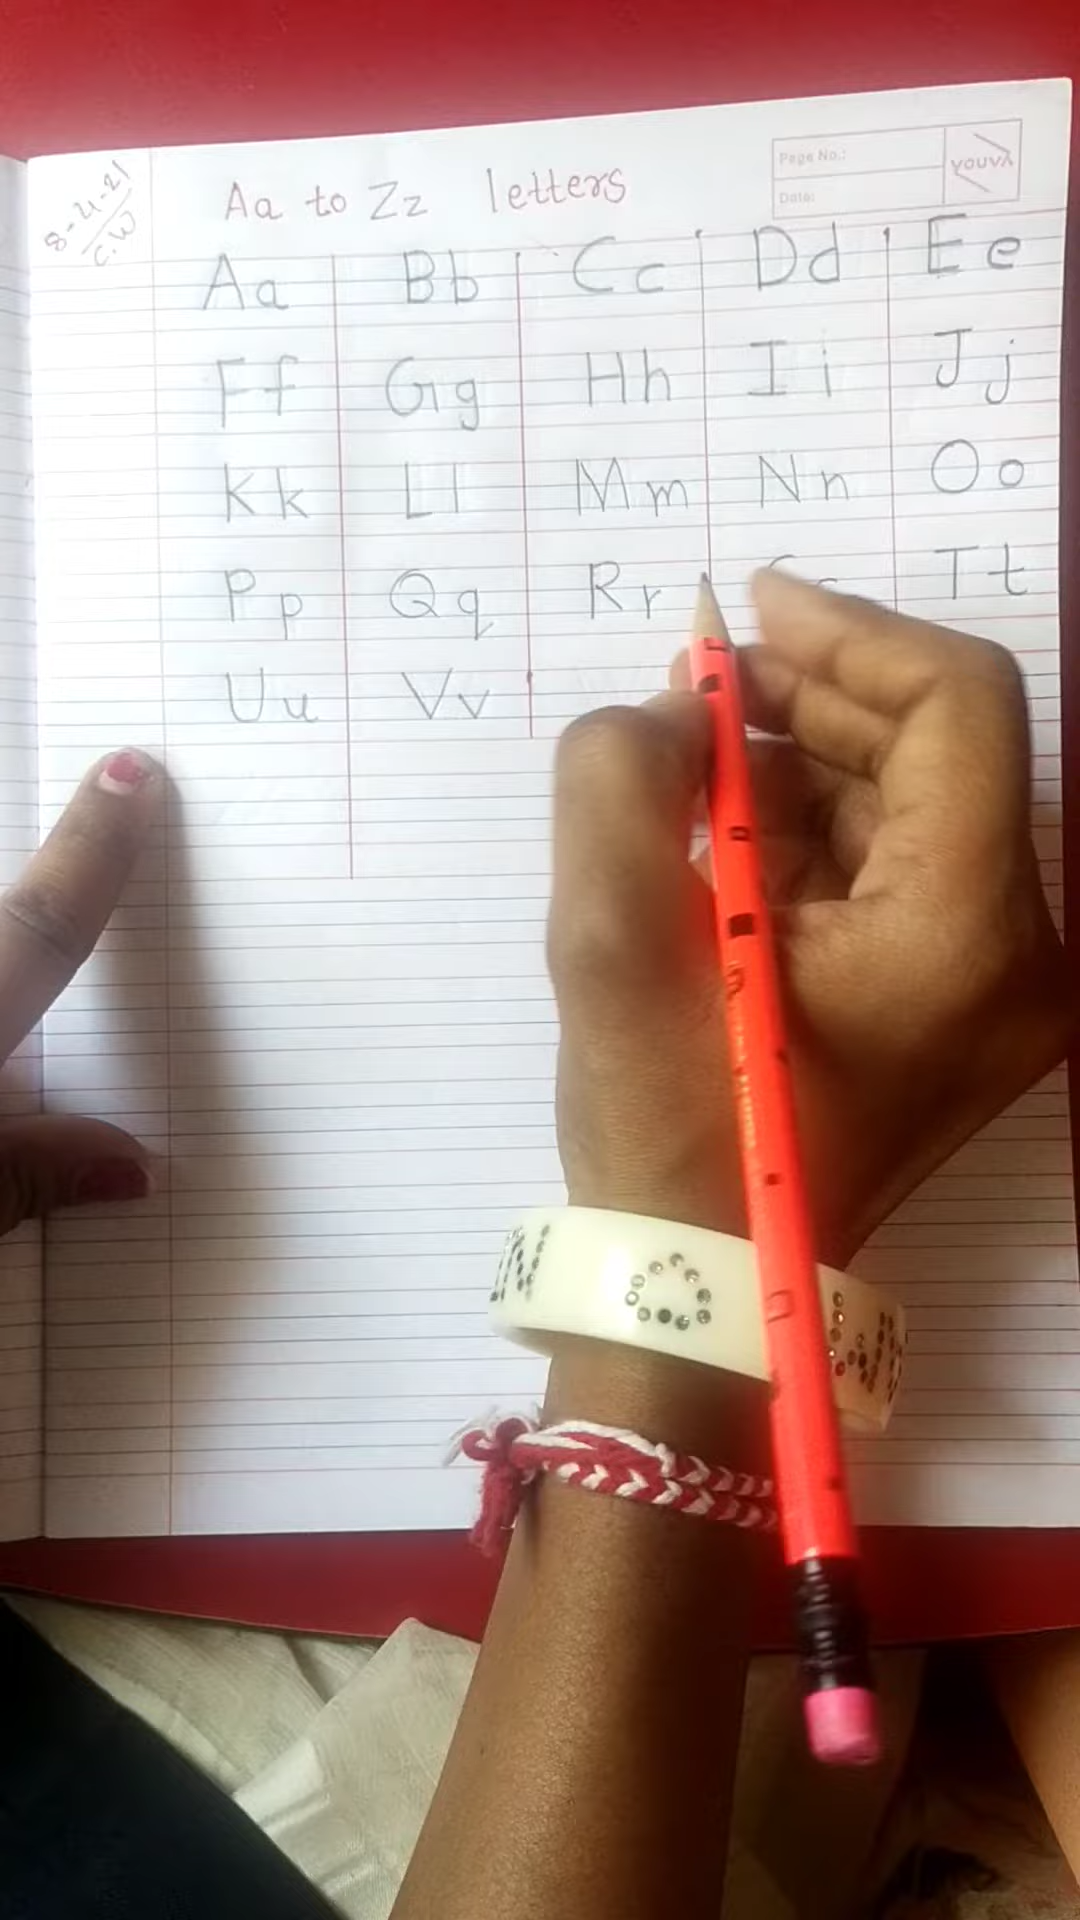 8-4-21
C.W
Aa to Zz letters
Page No.:
Date:
YOUVA
Aa Bb Cc Dd Ee
Ff Gg Hh Ii Jj
Kk Ll Mm Nn Oo
Pp Qq Rr Tt
Uu Vv